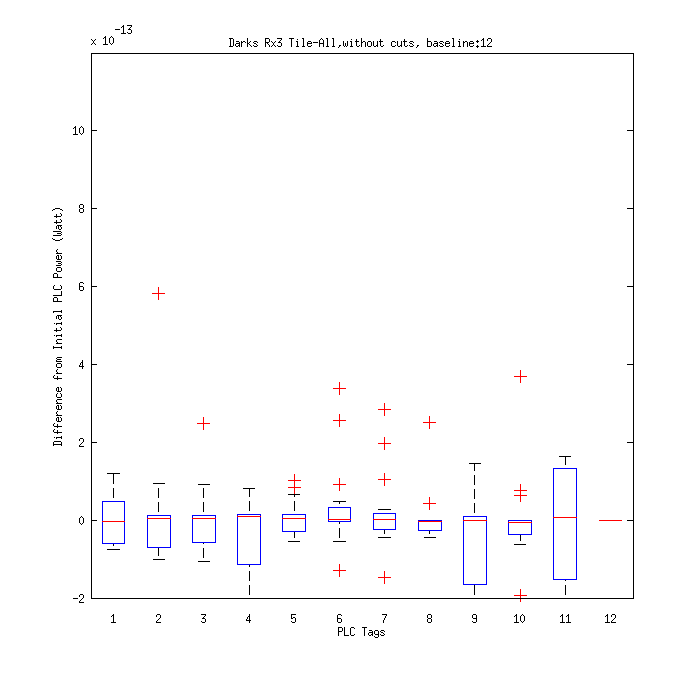 Darks Rx3 Tile-All,without cuts, baseline:12
x 10-13
Difference from Initial PLC Power (Watt)
10
8
6
4
2
0
-2
1 2 3 4 5 6 7 8 9 10 11 12
PLC Tags